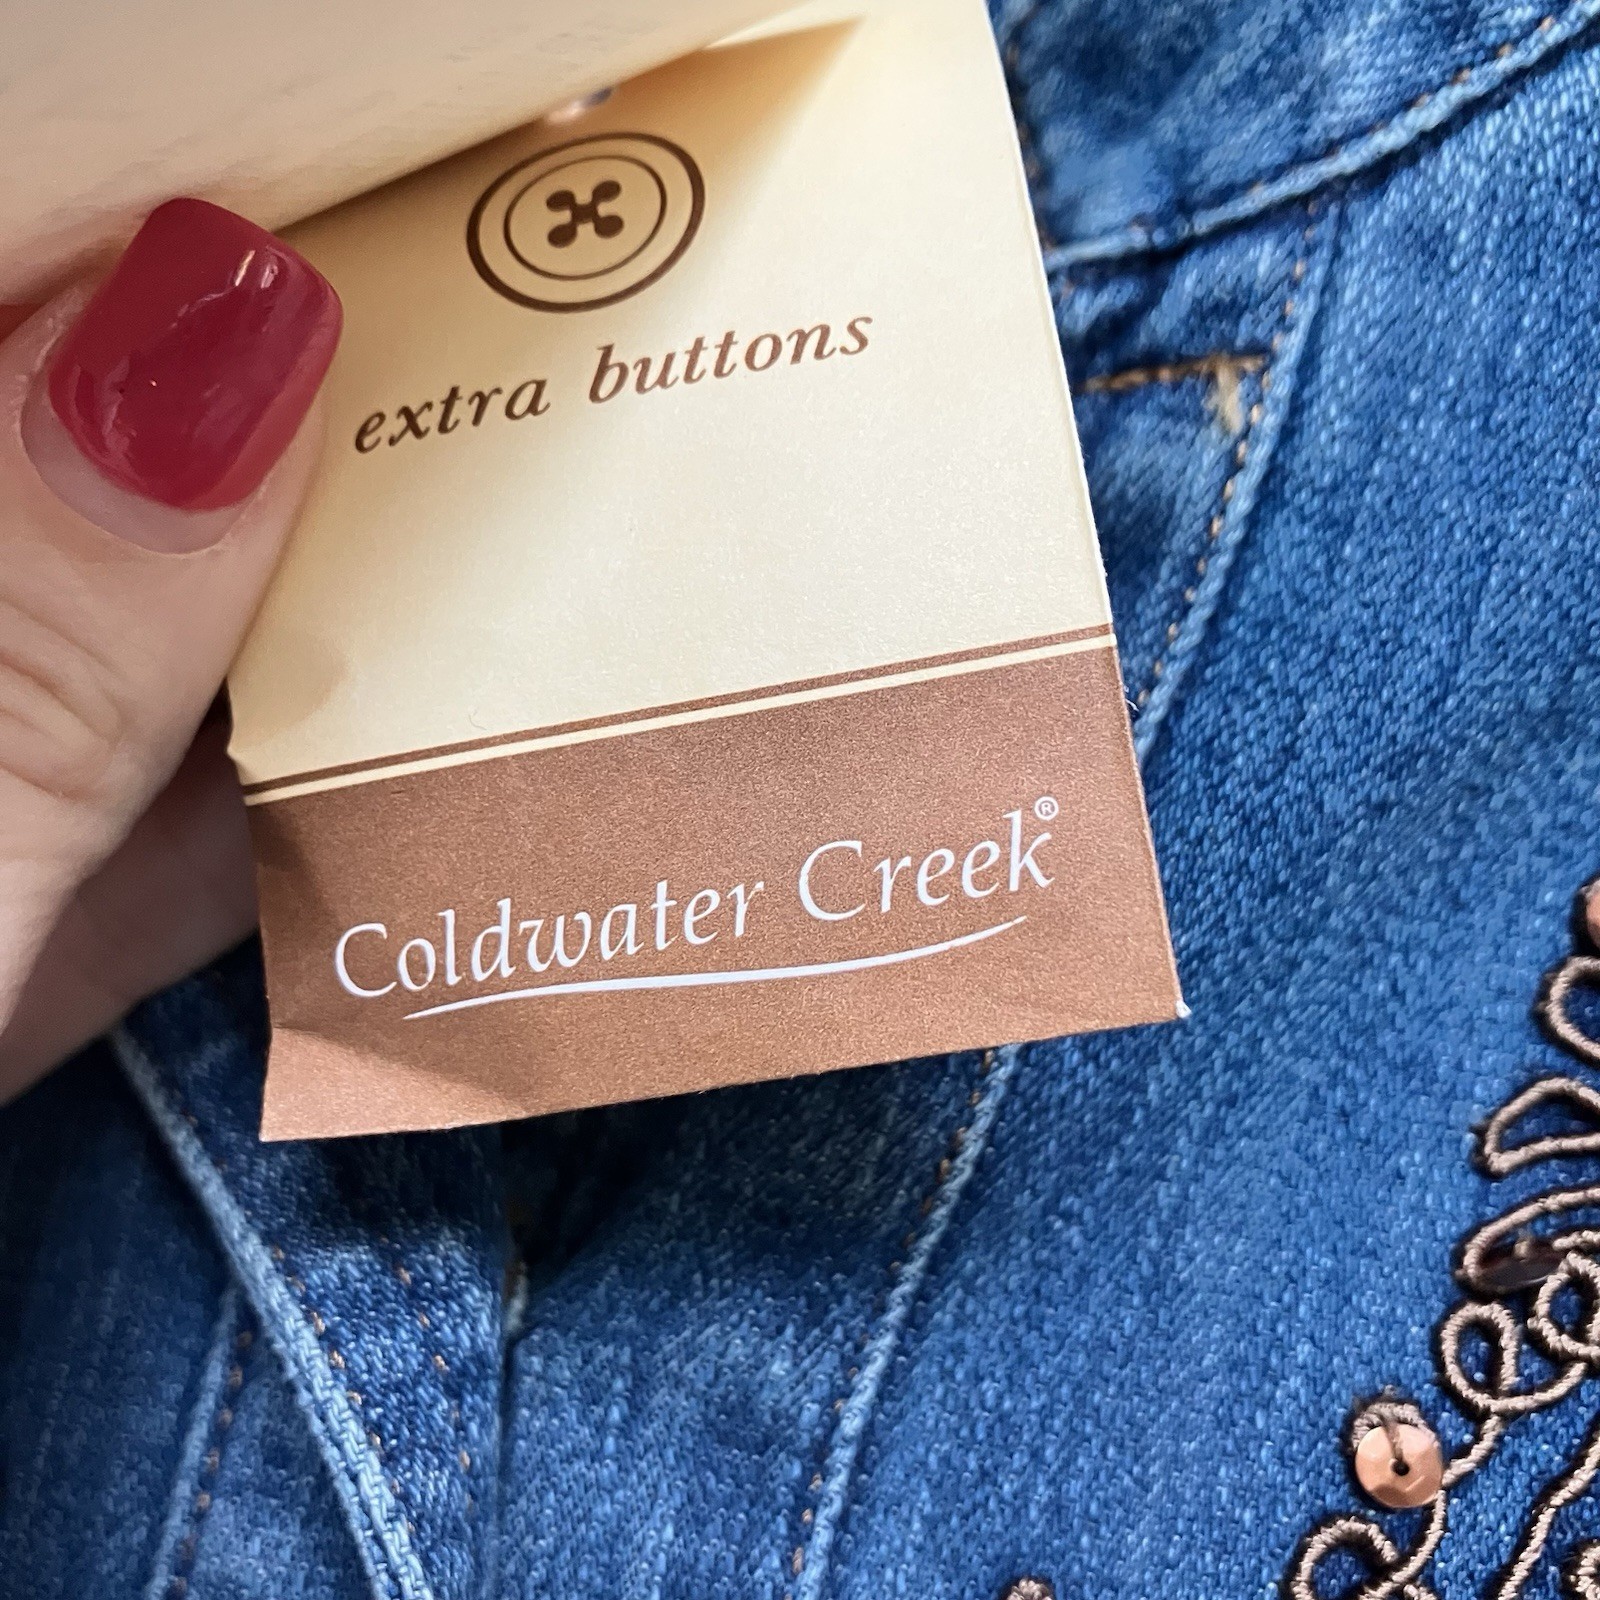 extra buttons
Coldwater Creek®